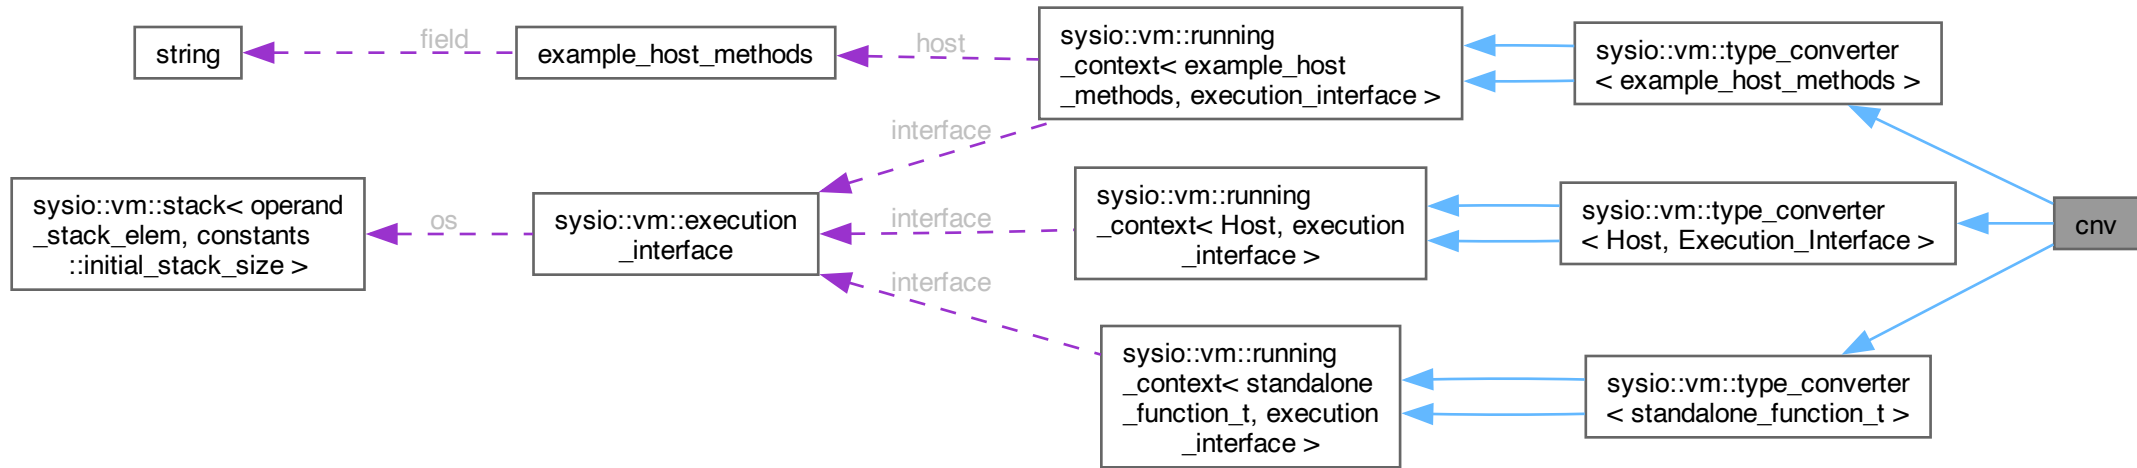 string
field
example_host_methods
host
sysio::vm::running
_context< example_host
_methods, execution_interface >
sysio::vm::type_converter
< example_host_methods >
interface
sysio::vm::stack< operand
_stack_elem, constants
::initial_stack_size >
os
sysio::vm::execution
_interface
interface
sysio::vm::running
_context< Host, execution
_interface >
sysio::vm::type_converter
< Host, Execution_Interface >
cnv
interface
sysio::vm::running
_context< standalone
_function_t, execution
_interface >
sysio::vm::type_converter
< standalone_function_t >